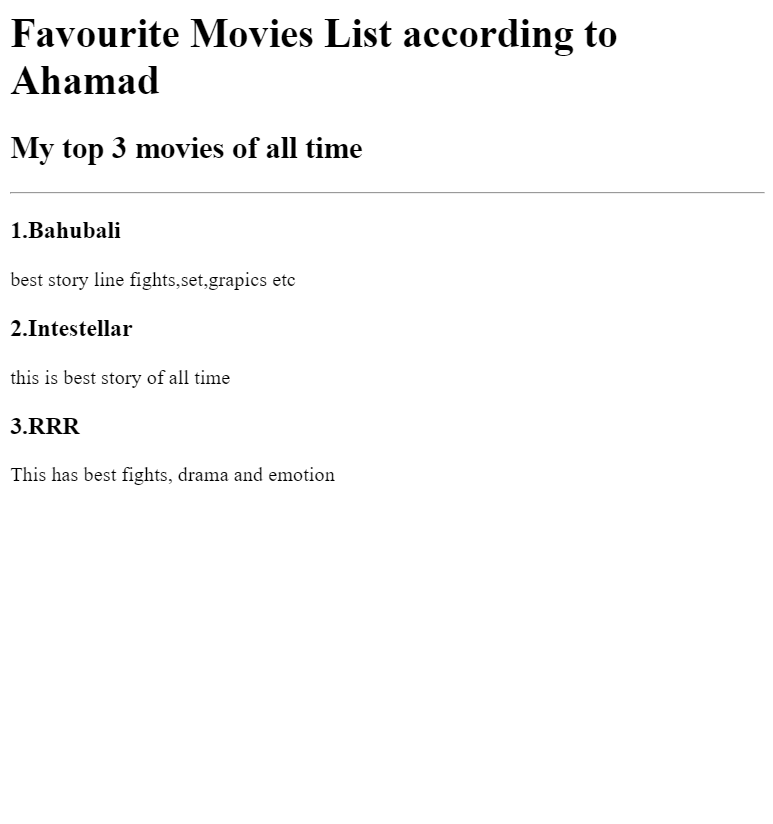 Favourite Movies List according to
Ahamad
My top 3 movies of all time
1.Bahubali
best story line fights,set,grapics etc
2.Intestellar
this is best story of all time
3.RRR
This has best fights, drama and emotion